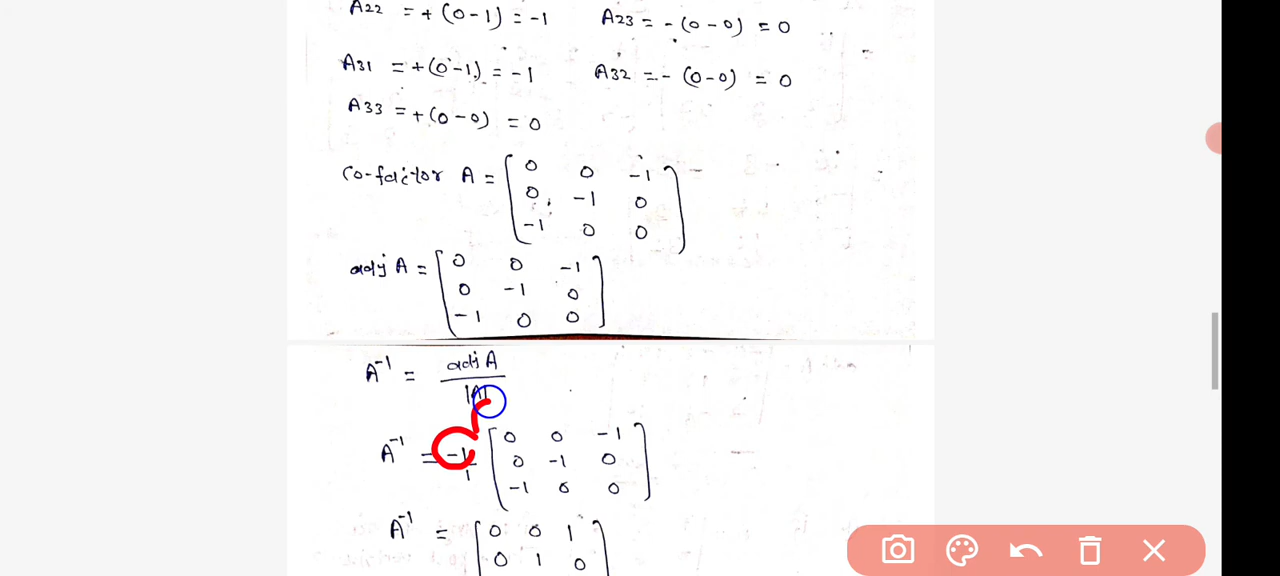 A22 = + (0-1) = -1 A23 = - (0-0) = 0
A31 = + (0-1) = -1 A32 = - (0-0) = 0
A33 = + (0-0) = 0
Co-factor A = [0 0 -1
0 -1 0
-1 0 0]
adj A = [0 0 -1
0 -1 0
-1 0 0]
A⁻¹ = adj A
|A|
A⁻¹ = -1/1 [0 0 -1
0 -1 0
-1 0 0]
A⁻¹ = [0 0 1
0 1 0